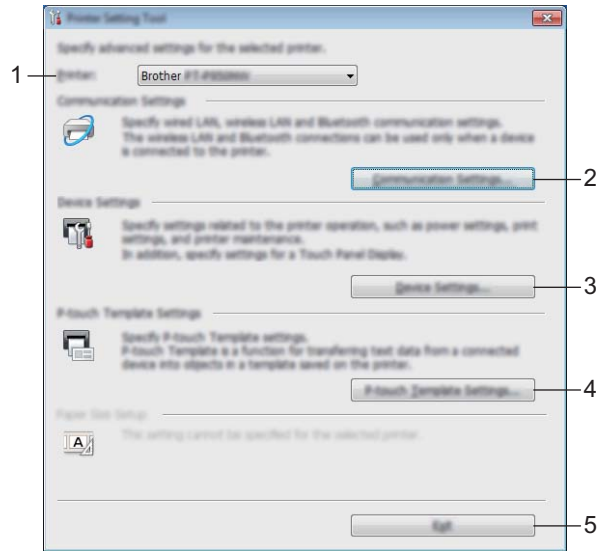 Printer Setting Tool
Specify advanced settings for the selected printer.
1 Printer: Brother
Communication Settings
Specify wired LAN, wireless LAN and Bluetooth communication settings.
The wireless LAN and Bluetooth connections can be used only when a device
is connected to the printer.
Communication Settings... 2
Device Settings
Specify settings related to the printer operation, such as power settings, print
settings, and printer maintenance.
In addition, specify settings for a Touch Panel Display.
Device Settings... 3
P-touch Template Settings
Specify P-touch Template settings.
P-touch Template is a function for transferring text data from a connected
device into objects in a template saved on the printer.
P-touch Template Settings... 4
Paper Size Setup
A
The setting cannot be specified for the selected printer.
Exit 5